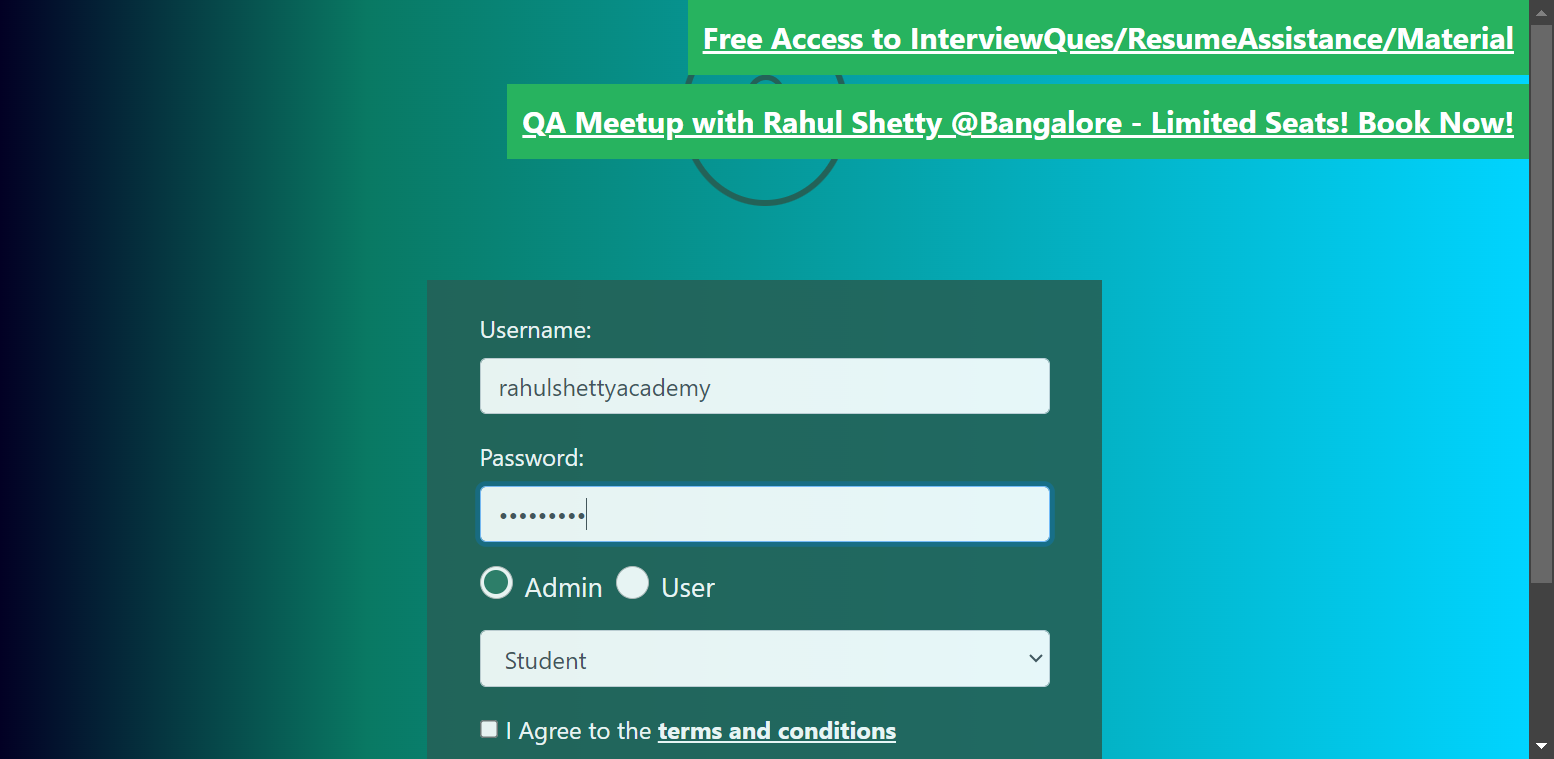 Free Access to InterviewQues/ResumeAssistance/Material
QA Meetup with Rahul Shetty @Bangalore - Limited Seats! Book Now!
Username:
rahulshettyacademy
Password:
•••••••••
Admin User
Student
I Agree to the terms and conditions